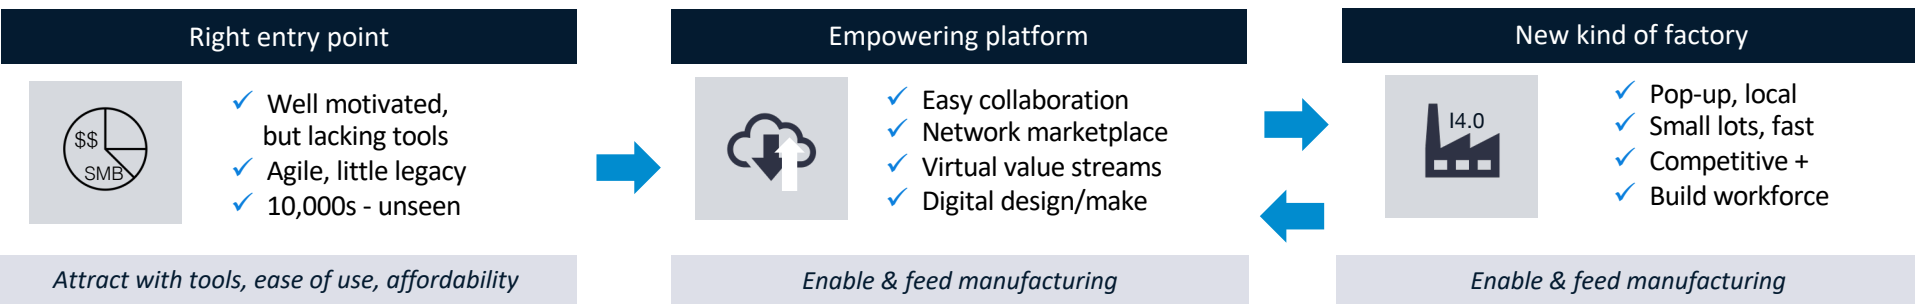 Right entry point
$$
SMB
Well motivated,
but lacking tools
Agile, little legacy
10,000s - unseen
Attract with tools, ease of use, affordability
Empowering platform
Easy collaboration
Network marketplace
Virtual value streams
Digital design/make
Enable & feed manufacturing
New kind of factory
I4.0
Pop-up, local
Small lots, fast
Competitive +
Build workforce
Enable & feed manufacturing